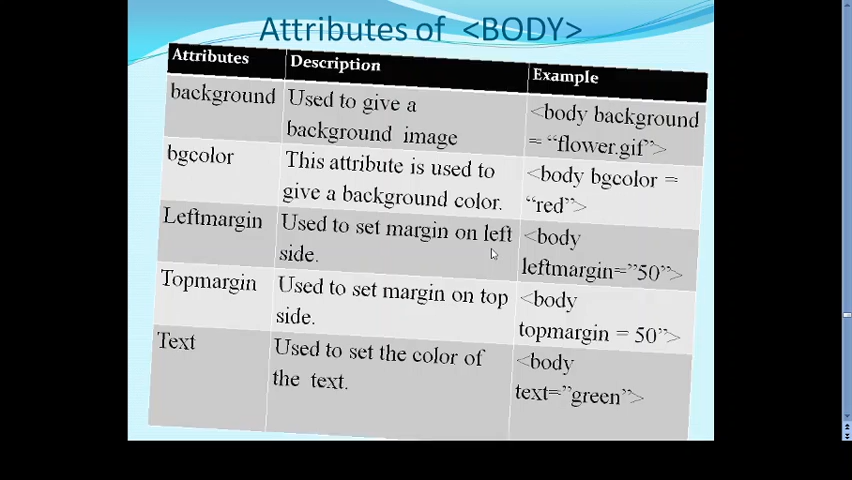 Attributes of <BODY>
Attributes Description Example
background Used to give a <body background
background image = “flower.gif”>
bgcolor This attribute is used to <body bgcolor =
give a background color. “red”>
Leftmargin Used to set margin on left <body
side. leftmargin=”50”>
Topmargin Used to set margin on top <body
side. topmargin = 50”>
Text Used to set the color of <body
the text. text=”green”>